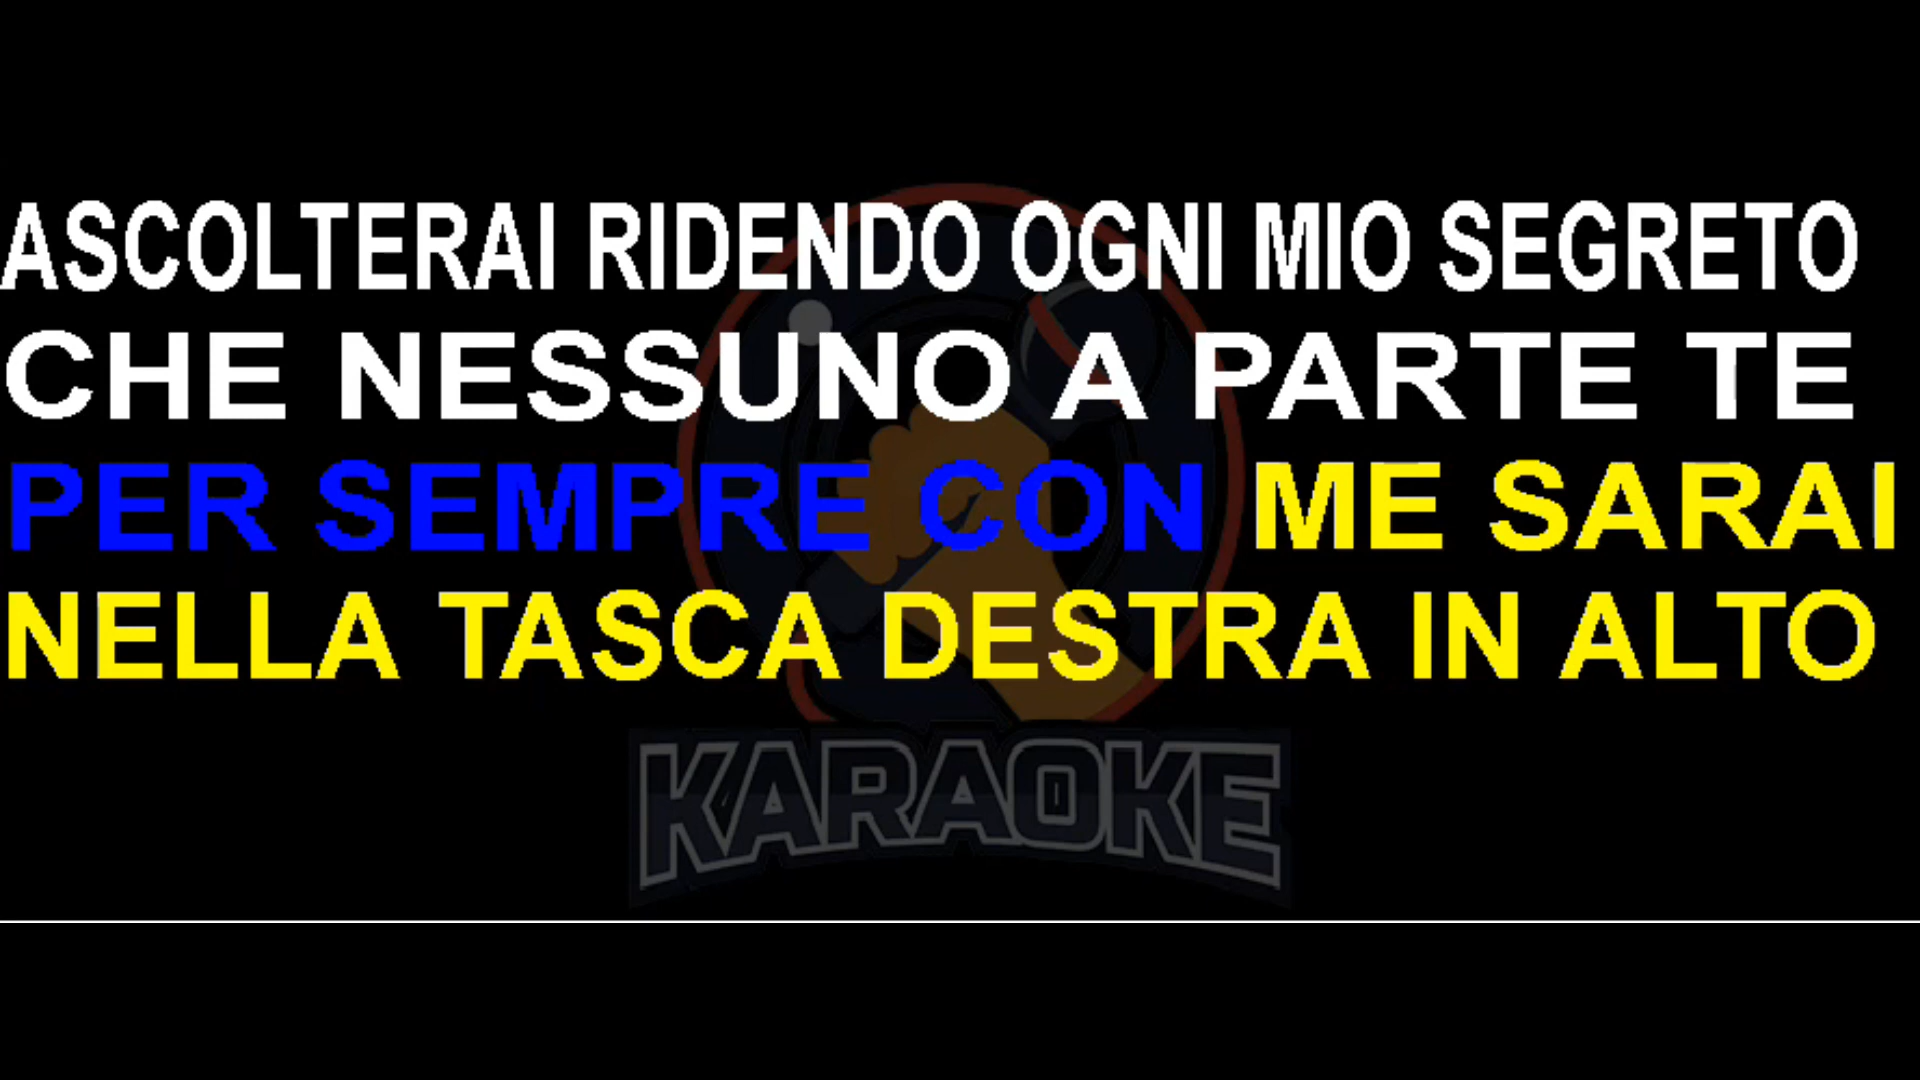 ASCOLTERAI RIDENDO OGNI MIO SEGRETO
CHE NESSUNO A PARTE TE
PER SEMPRE CON ME SARAI
NELLA TASCA DESTRA IN ALTO
KARAOKE